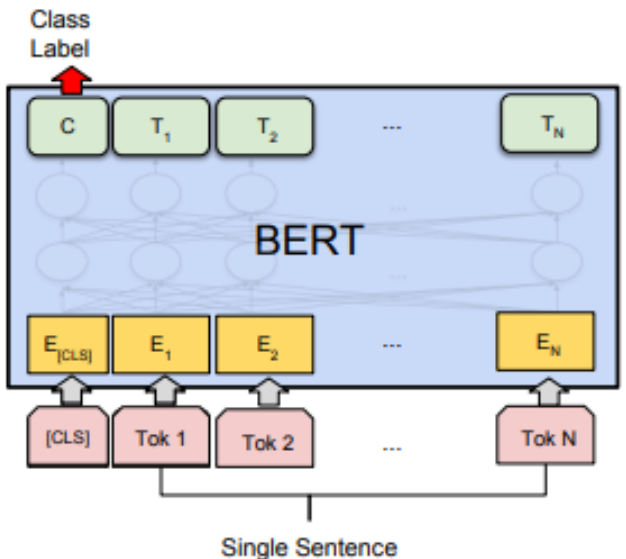 Class
Label
C T1 T2 --- TN
...
BERT
...
E[CLS] E1 E2 --- EN
[CLS] Tok 1 Tok 2 ... Tok N
Single Sentence